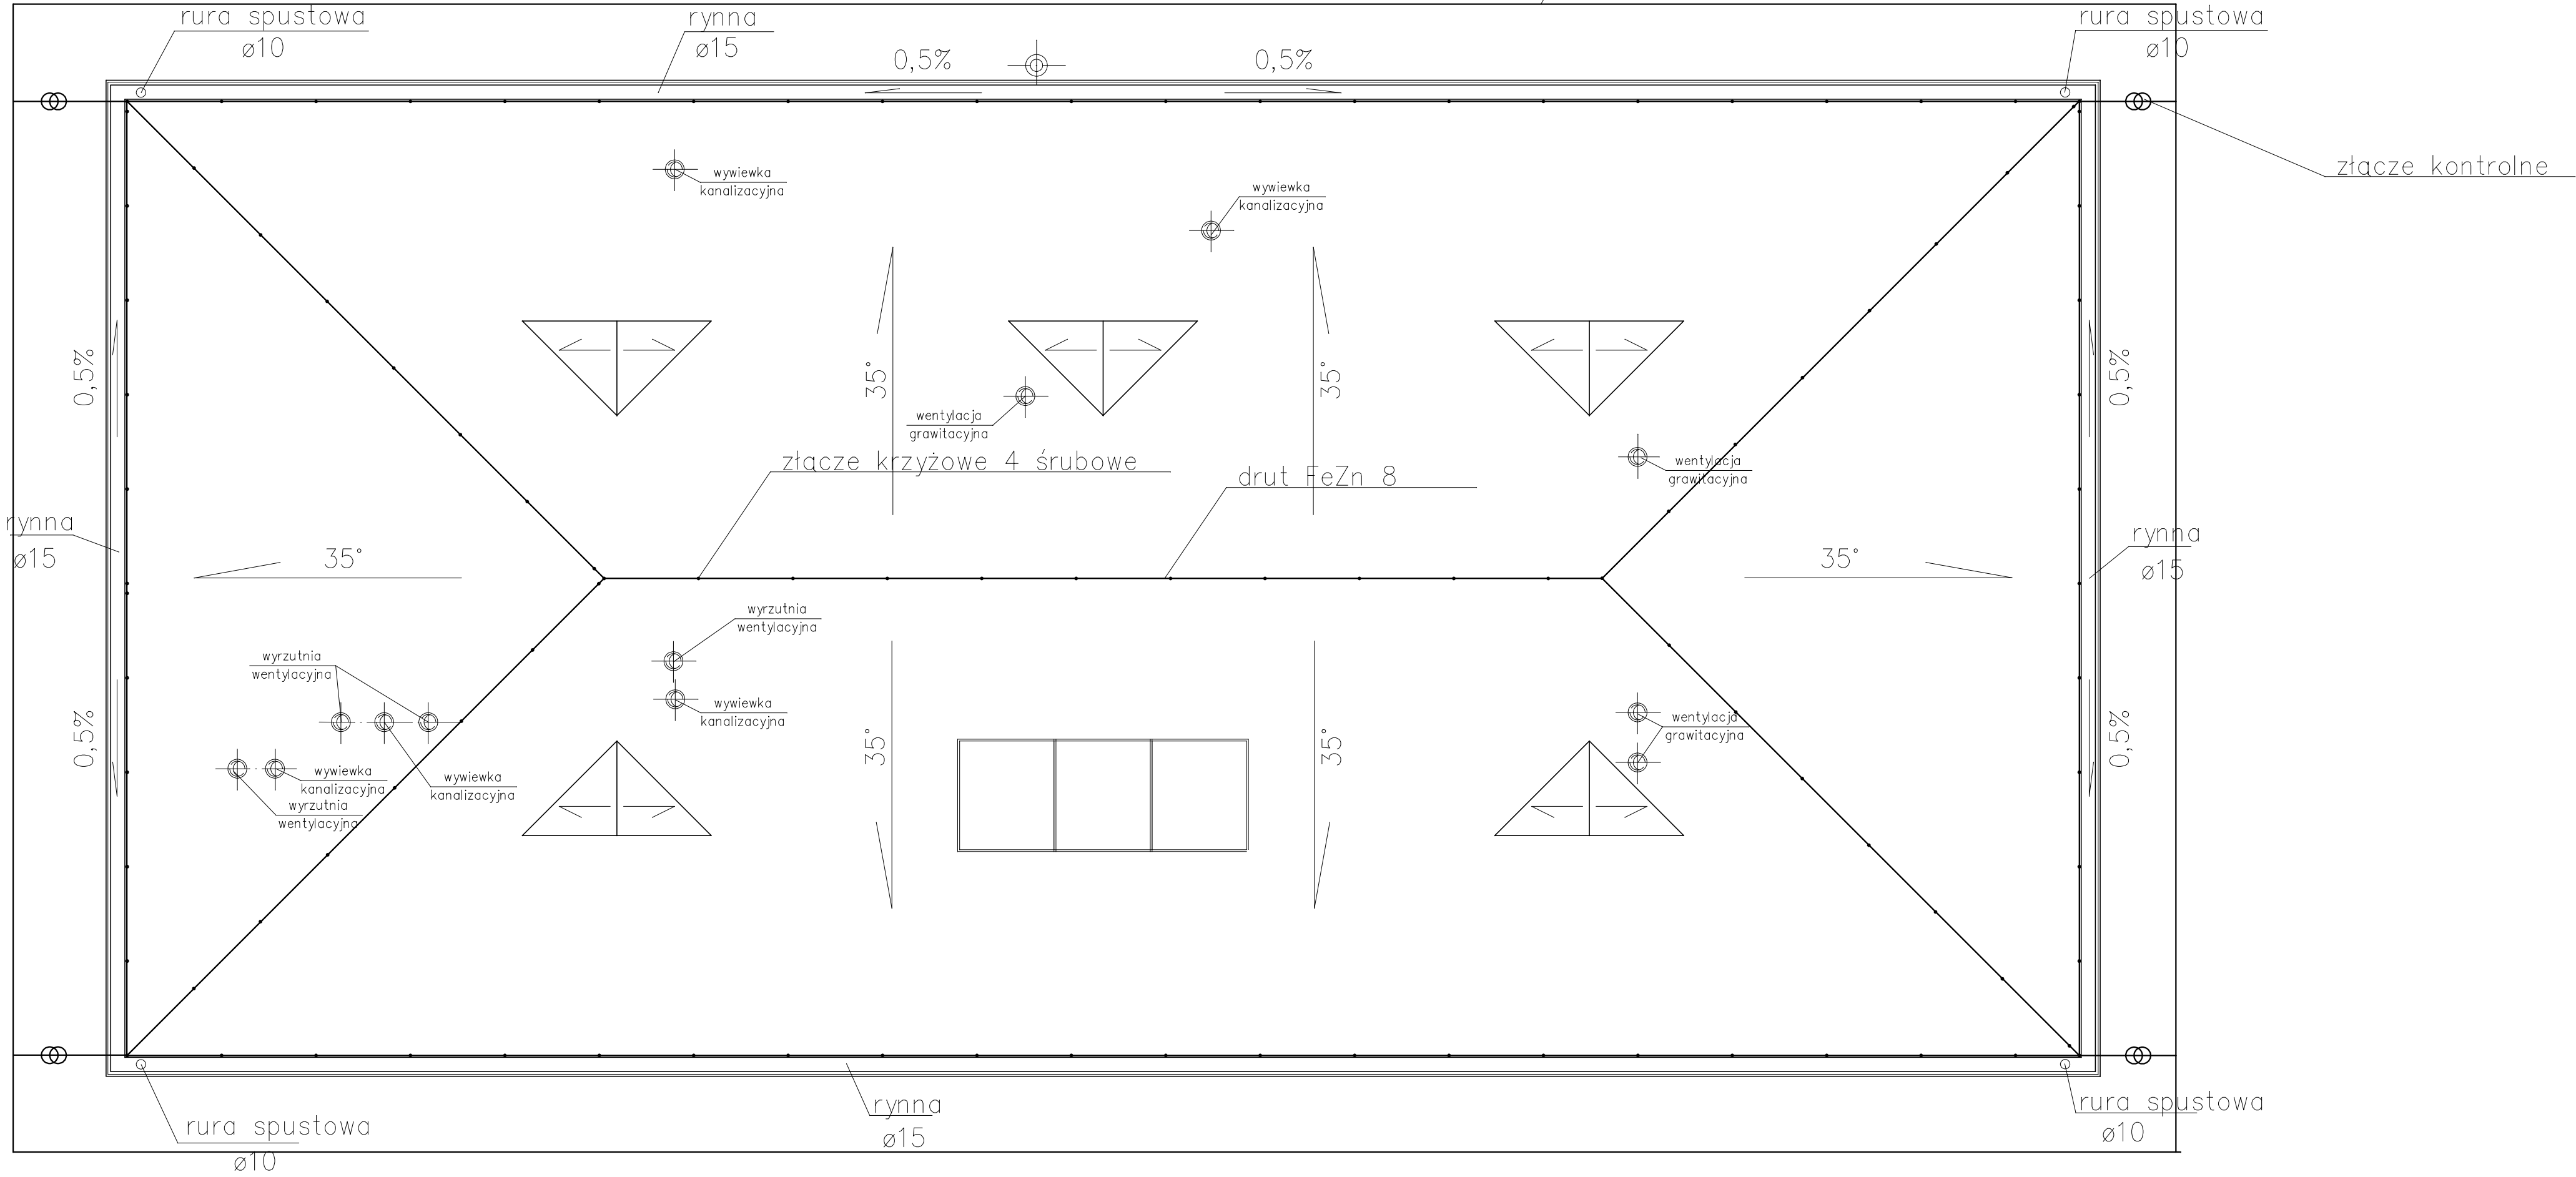 rura spustowa
ø10
rynna
ø15
0,5%
0,5%
rura spustowa
ø10
złącze kontrolne
wywiewka
kanalizacyjna
wywiewka
kanalizacyjna
0,5%
35°
35°
0,5%
wentylacja
grawitacyjna
złącze krzyżowe 4 śrubowe
drut FeZn 8
wentylacja
grawitacyjna
rynna
ø15
35°
35°
rynna
ø15
wyrzutnia
wentylacyjna
wyrzutnia
wentylacyjna
wywiewka
kanalizacyjna
wentylacja
grawitacyjna
0,5%
35°
35°
0,5%
wywiewka
kanalizacyjna
wywiewka
kanalizacyjna
wyrzutnia
wentylacyjna
rynna
ø15
rura spustowa
ø10
rura spustowa
ø10